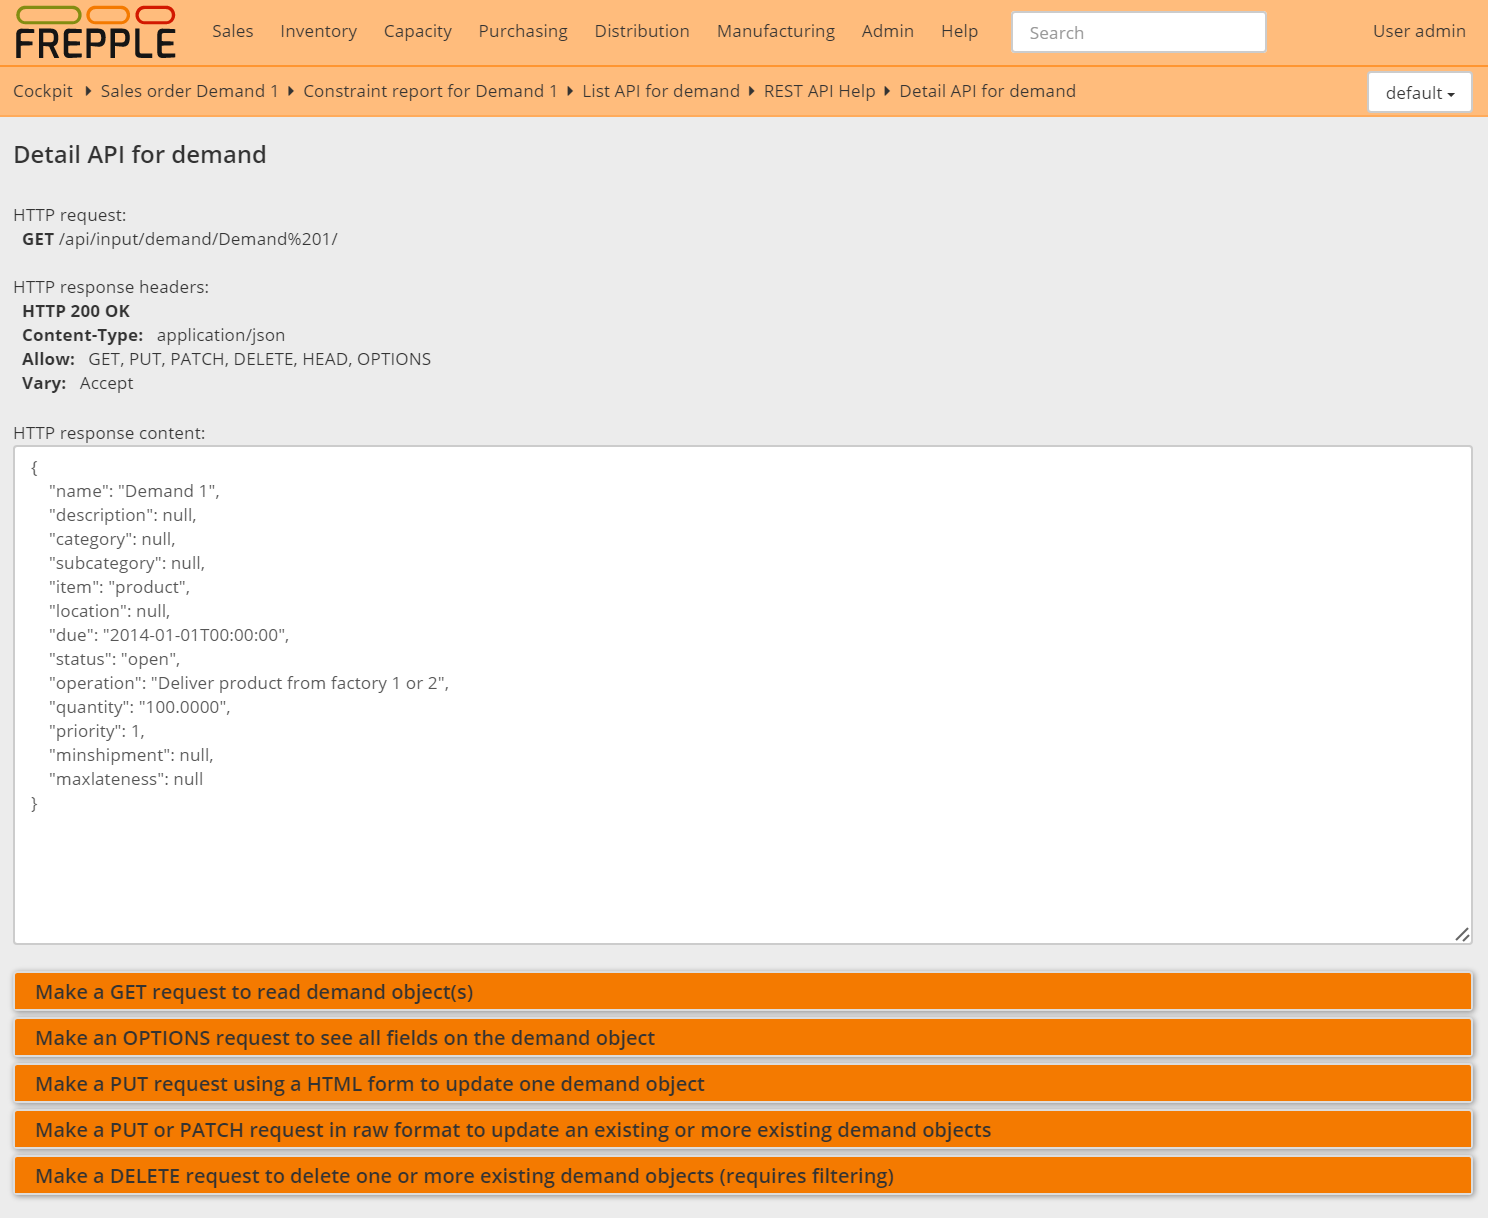 FREPPLE Sales Inventory Capacity Purchasing Distribution Manufacturing Admin Help Search User admin
Cockpit Sales order Demand 1 Constraint report for Demand 1 List API for demand REST API Help Detail API for demand default
Detail API for demand
HTTP request:
GET /api/input/demand/Demand%201/
HTTP response headers:
HTTP 200 OK
Content-Type: application/json
Allow: GET, PUT, PATCH, DELETE, HEAD, OPTIONS
Vary: Accept
HTTP response content:
{
"name": "Demand 1",
"description": null,
"category": null,
"subcategory": null,
"item": "product",
"location": null,
"due": "2014-01-01T00:00:00",
"status": "open",
"operation": "Deliver product from factory 1 or 2",
"quantity": "100.0000",
"priority": 1,
"minshipment": null,
"maxlateness": null
}
Make a GET request to read demand object(s)
Make an OPTIONS request to see all fields on the demand object
Make a PUT request using a HTML form to update one demand object
Make a PUT or PATCH request in raw format to update an existing or more existing demand objects
Make a DELETE request to delete one or more existing demand objects (requires filtering)